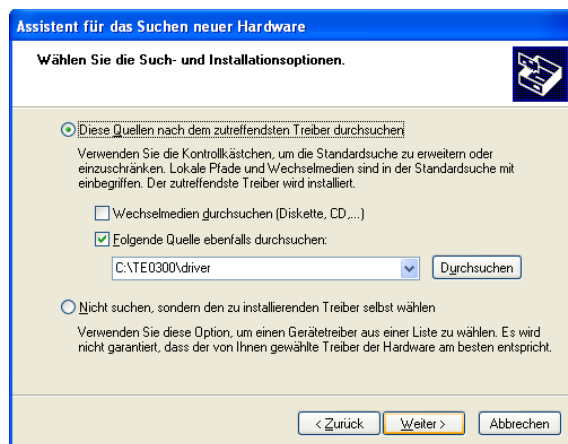 Assistent für das Suchen neuer Hardware
Wählen Sie die Such- und Installationsoptionen.
Diese Quellen nach dem zutreffendsten Treiber durchsuchen
Verwenden Sie die Kontrollkästchen, um die Standardsuche zu erweitern oder
einzuschränken. Lokale Pfade und Wechselmedien sind in der Standardsuche mit
einbegriffen. Der zutreffendste Treiber wird installiert.
Wechselmedien durchsuchen (Diskette, CD,...)
Folgende Quelle ebenfalls durchsuchen:
C:\TE0300\driver
Durchsuchen
Nicht suchen, sondern den zu installierenden Treiber selbst wählen
Verwenden Sie diese Option, um einen Gerätetreiber aus einer Liste zu wählen. Es wird
nicht garantiert, dass der von Ihnen gewählte Treiber der Hardware am besten entspricht.
< Zurück Weiter > Abbrechen